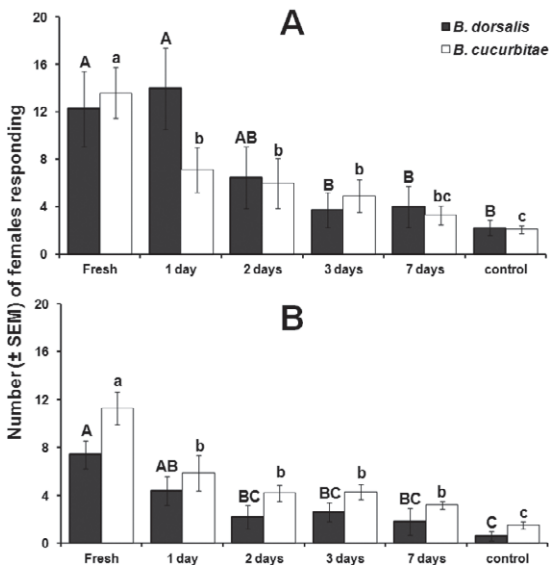 A
B. dorsalis
B. cucurbitae
Number (± SEM) of females responding
20
16
12
8
4
0
A a A b AB b B b B bc B c
Fresh 1 day 2 days 3 days 7 days control
B
20
16
12
8
4
0
A a AB b BC b BC b BC b C c
Fresh 1 day 2 days 3 days 7 days control